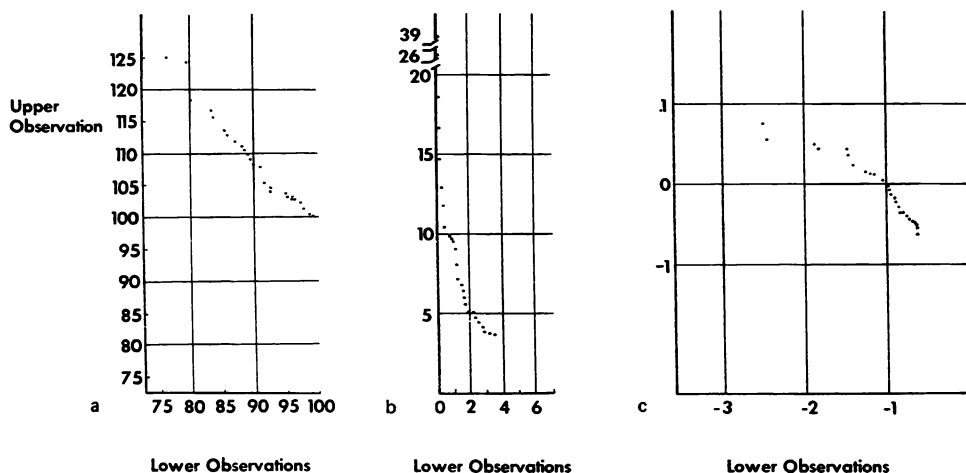 Upper
Observation
125
120
115
110
105
100
95
90
85
80
75
a
75 80 85 90 95 100
Lower Observations
39
26
20
15
10
5
b
0 2 4 6
Lower Observations
.1
0
-1
c
-3 -2 -1
Lower Observations